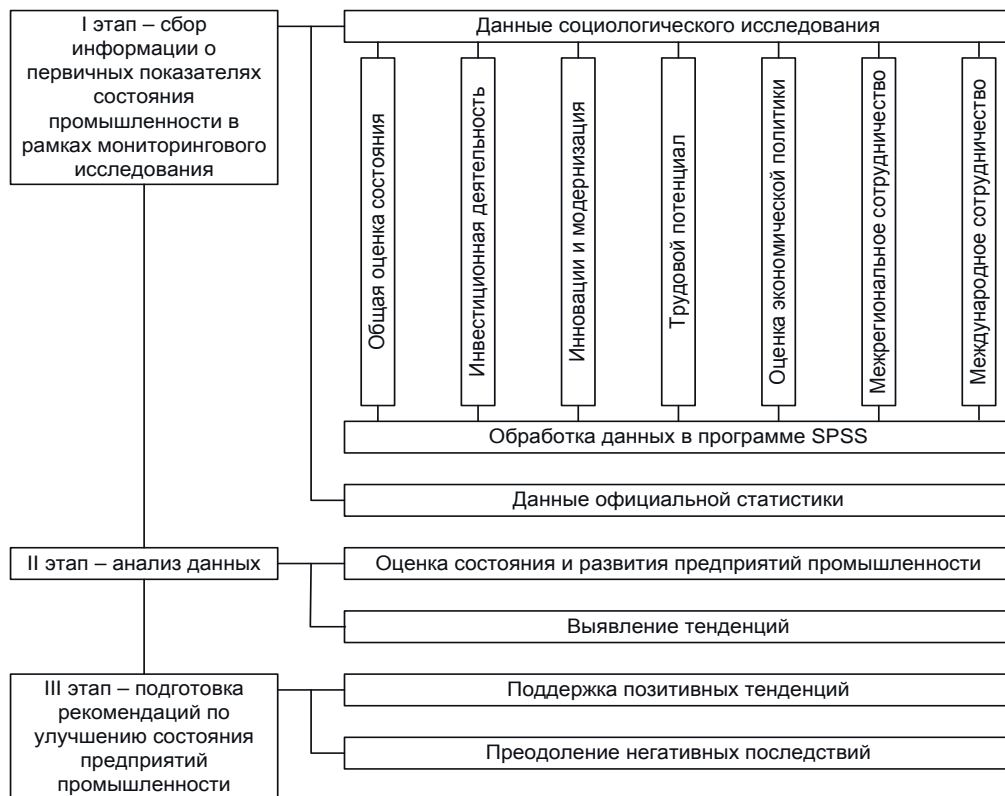 I этап – сбор
информации о
первичных показателях
состояния
промышленности в
рамках мониторингового
исследования
Данные социологического исследования
Общая оценка состояния
Инвестиционная деятельность
Инновации и модернизация
Трудовой потенциал
Оценка экономической политики
Межрегиональное сотрудничество
Международное сотрудничество
Обработка данных в программе SPSS
Данные официальной статистики
II этап – анализ данных
Оценка состояния и развития предприятий промышленности
Выявление тенденций
III этап – подготовка
рекомендаций по
улучшению состояния
предприятий
промышленности
Поддержка позитивных тенденций
Преодоление негативных последствий